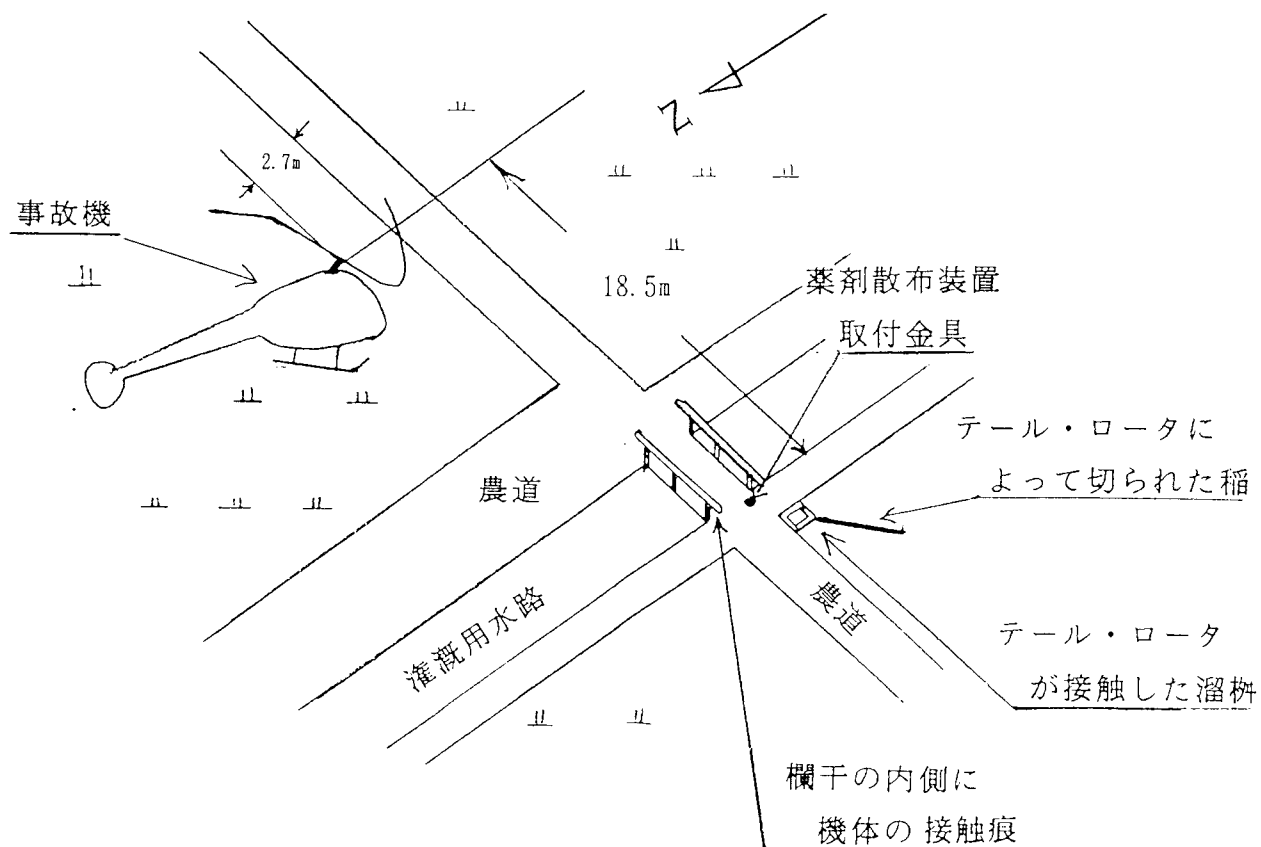 N
2.7m
事故機
18.5m
薬剤散布装置
取付金具
テール・ロータに
よって切られた稲
農道
農道
灌漑用水路
テール・ロータ
が接触した溜桝
欄干の内側に
機体の接触痕